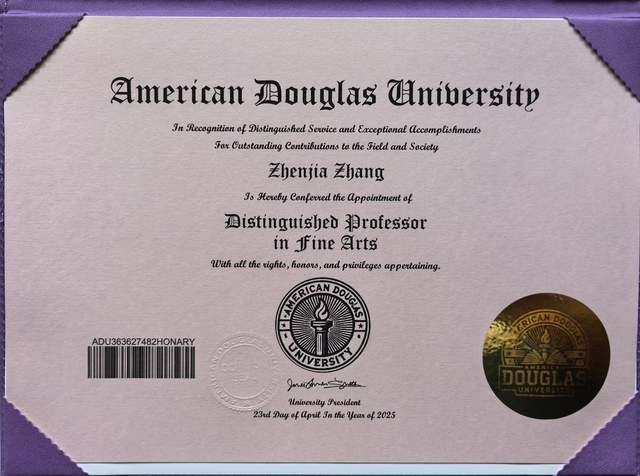 American Douglas University
In Recognition of Distinguished Service and Exceptional Accomplishments
For Outstanding Contributions to the Field and Society
Zhenjia Zhang
Is Hereby Conferred the Appointment of
Distinguished Professor
in Fine Arts
With all the rights, honors, and privileges appertaining.
AMERICAN DOUGLAS
UNIVERSITY
ADU363627482HONARY
AMERICAN DOUGLAS
AMERICAN
DOUGLAS
UNIVERSITY
University President
23rd Day of April In the Year of 2025